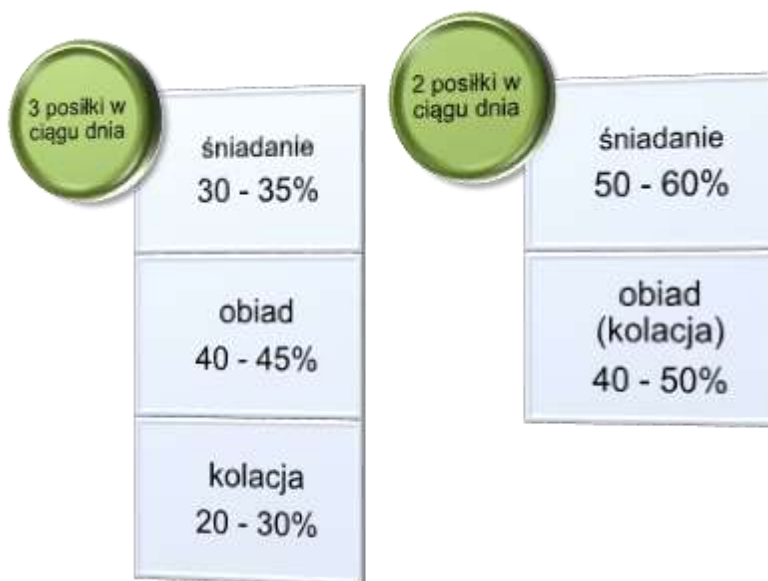 3 posiłki w
ciągu dnia
śniadanie
30 - 35%
obiad
40 - 45%
kolacja
20 - 30%
2 posiłki w
ciągu dnia
śniadanie
50 - 60%
obiad
(kolacja)
40 - 50%